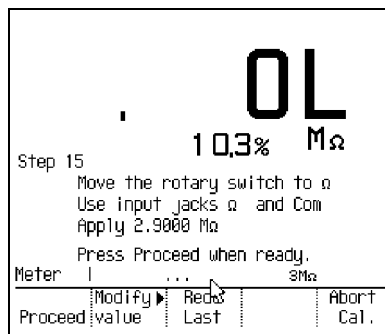 OL
10.3% MΩ
Step 15
Move the rotary switch to Ω
Use input jacks Ω and Com
Apply 2.9000 MΩ
Press Proceed when ready.
Meter ... 3MΩ
Proceed Modify value Redo Last Abort Cal.